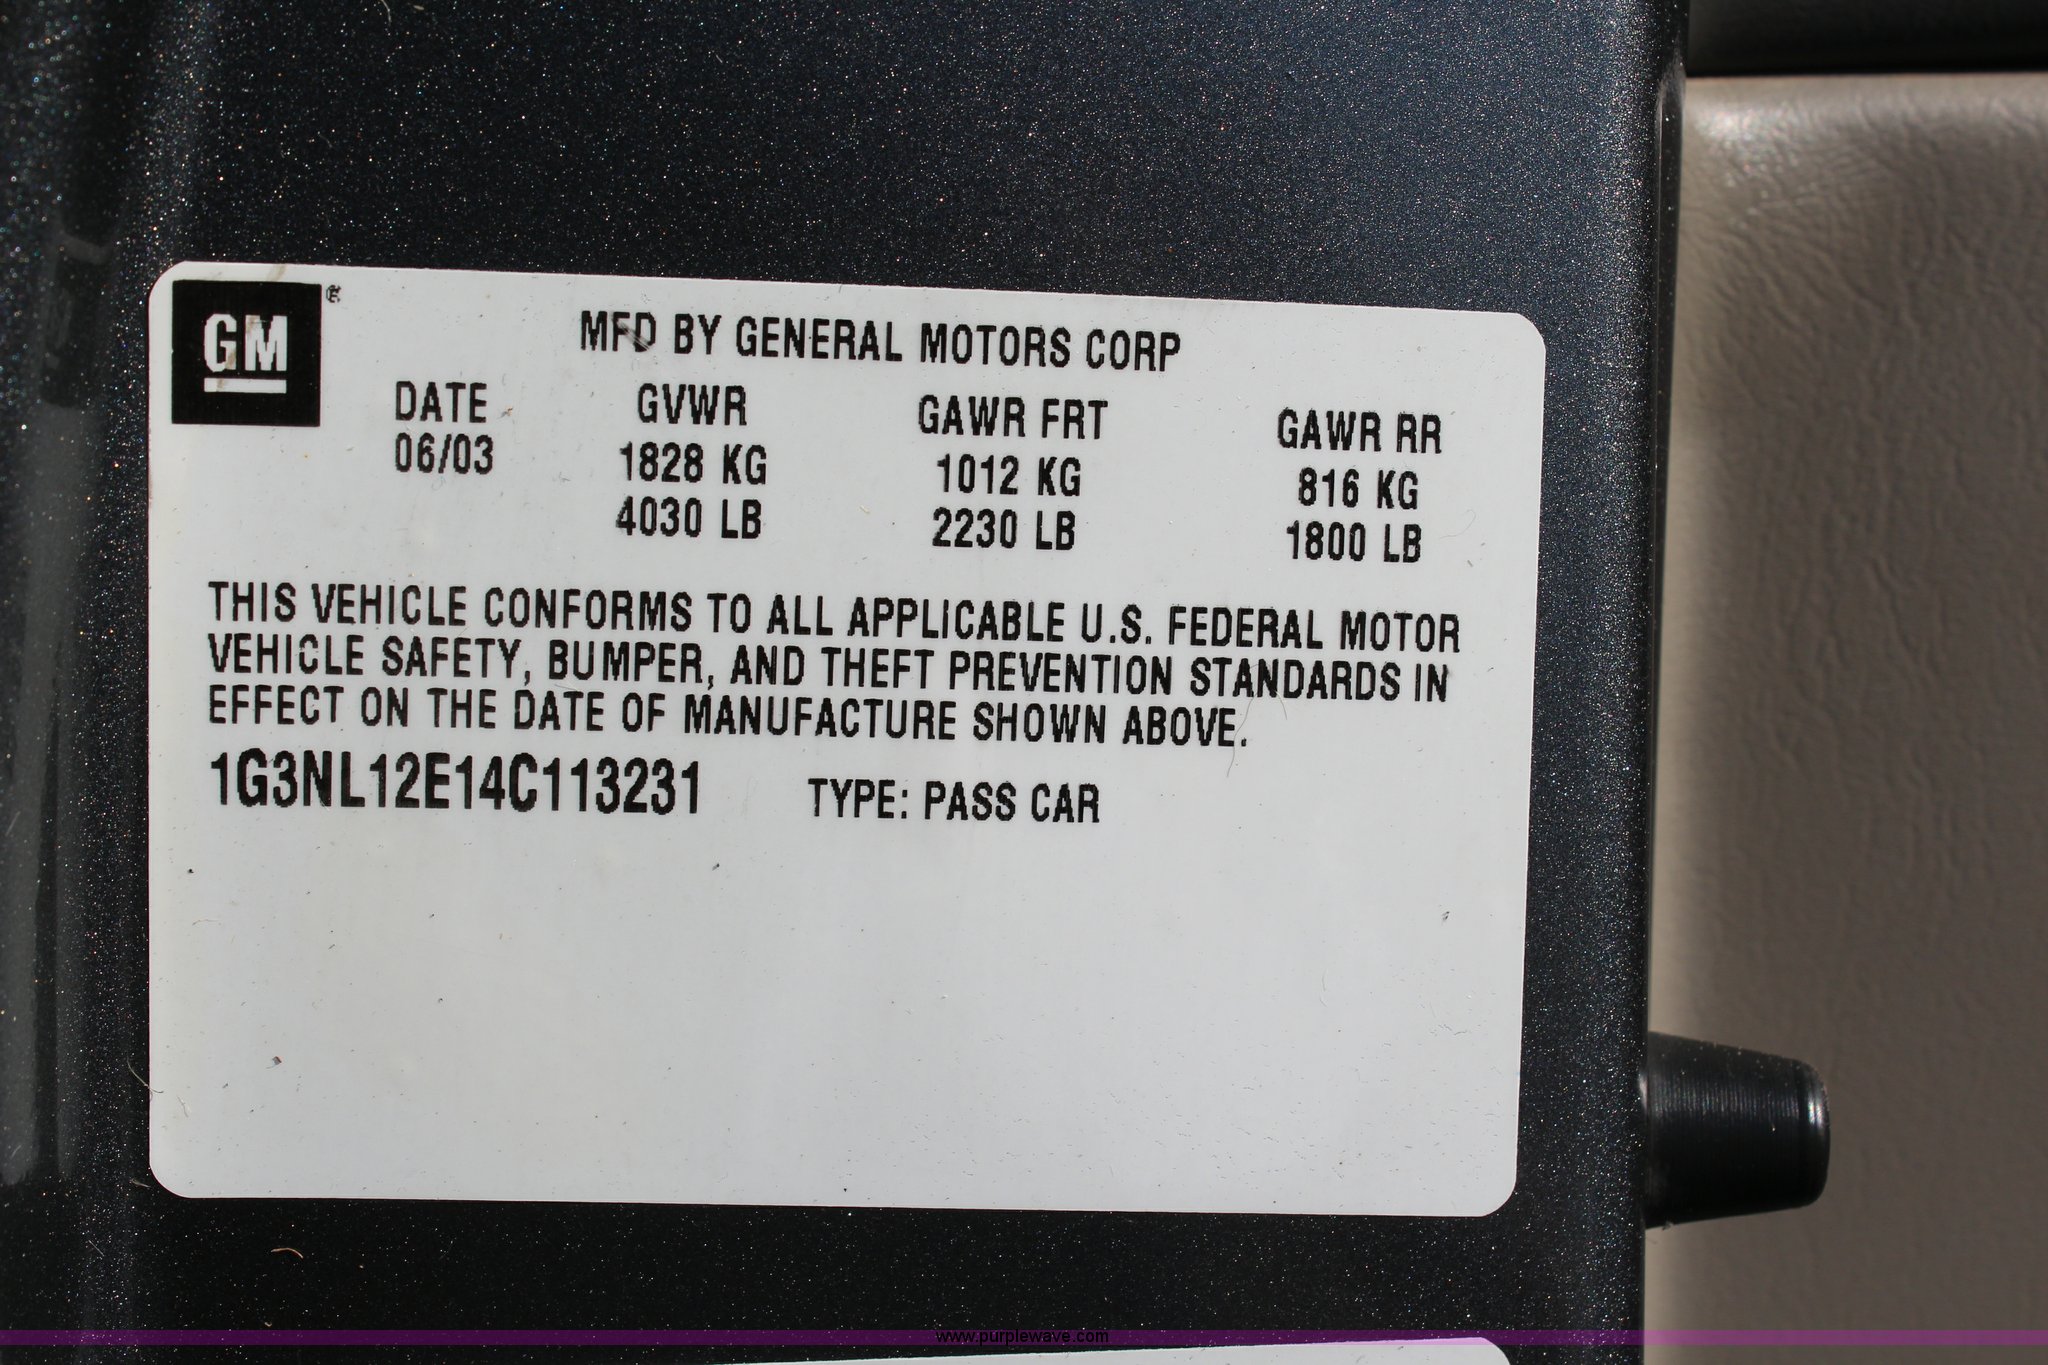 GM
MFD BY GENERAL MOTORS CORP
DATE GVWR GAWR FRT GAWR RR
06/03 1828 KG 1012 KG 816 KG
4030 LB 2230 LB 1800 LB
THIS VEHICLE CONFORMS TO ALL APPLICABLE U.S. FEDERAL MOTOR
VEHICLE SAFETY, BUMPER, AND THEFT PREVENTION STANDARDS IN
EFFECT ON THE DATE OF MANUFACTURE SHOWN ABOVE.
1G3NL12E14C113231 TYPE: PASS CAR
www.purplewave.com